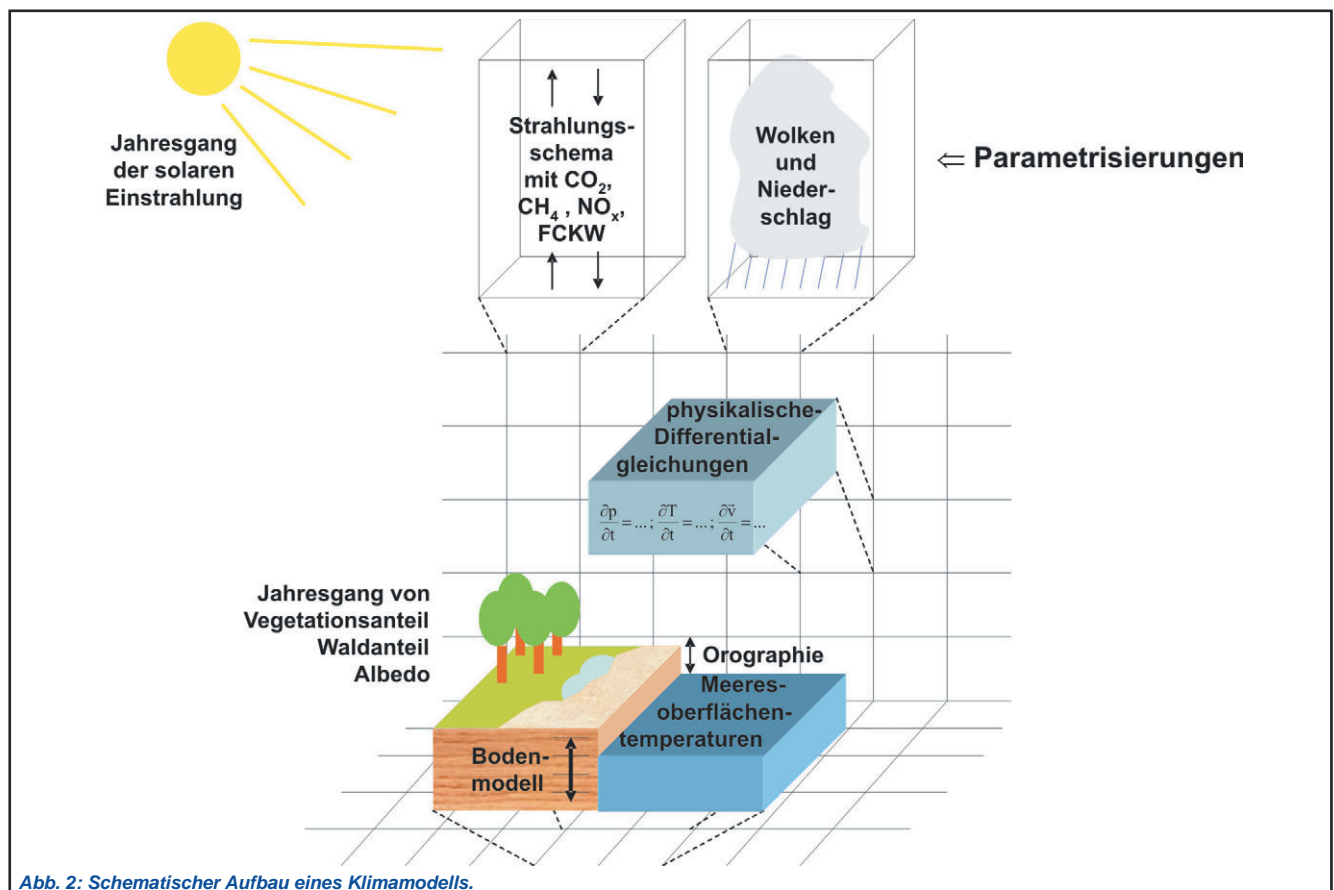 Jahresgang
der solaren
Einstrahlung
Strahlungs-
schema
mit CO₂,
CH₄ , NOₓ,
FCKW
Wolken
und
Nieder-
schlag
⇐ Parametrisierungen
physikalische-
Differential-
gleichungen
∂p/∂t = ... ; ∂T/∂t = ... ; ∂v⃗/∂t = ...
Jahresgang von
Vegetationsanteil
Waldanteil
Albedo
Orographie
Meeres-
oberflächen-
temperaturen
Boden-
modell
Abb. 2: Schematischer Aufbau eines Klimamodells.